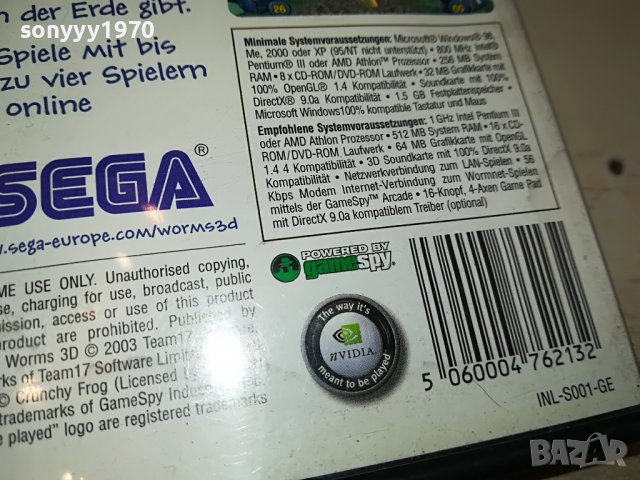 sonyyy1970
n der Erde gibt.
Spiele mit bis
zu vier Spielern
online
26
60
Minimale Systemvoraussetzungen: Microsoft® Windows® 98,
Me, 2000 oder XP (95/NT nicht unterstützt) • 800 MHz Intel®
Pentium® III oder AMD Athlon™ Prozessor • 256 MB System
RAM • 8 x CD-ROM/DVD-ROM Laufwerk • 32 MB Grafikkarte mit
100% OpenGL® 1.4 Kompatibilität • Soundkarte mit 100%
DirectX® 9.0a Kompatibilität • 1.5 GB Festplattenspeicher •
Microsoft Windows100% kompatible Tastatur und Maus
Empfohlene Systemvoraussetzungen: 1 GHz Intel Pentium III
oder AMD Athlon Prozessor • 512 MB System RAM • 16 x CD-
ROM/DVD-ROM Laufwerk • 64 MB Grafikkarte mit OpenGL
1.4 4 Kompatibilität • 3D Soundkarte mit 100% DirectX 9.0a
Kompatibilität • Netzwerkverbindung zum LAN-Spielen • 56
Kbps Modem Internet-Verbindung zum Wormnet-Spielen
mittels der GameSpy™ Arcade • 16-Knopf, 4-Axen Game Pad
mit DirectX 9.0a kompatiblem Treiber (optional)
SEGA®
w.sega-europe.com/worms3d
ME USE ONLY. Unauthorised copying,
se, charging for use, broadcast, public
mission, access or use of this product
are prohibited. Published by
Worms 3D © 2003 Team17
rks of Team17 Software Limited
© Crunchy Frog (Licensed
trademarks of GameSpy
e played" logo are registered trademarks
POWERED BY
gameSpy.
The way it's
nVIDIA.
meant to be played
5 060004 762132
INL-S001-GE
BAZAR